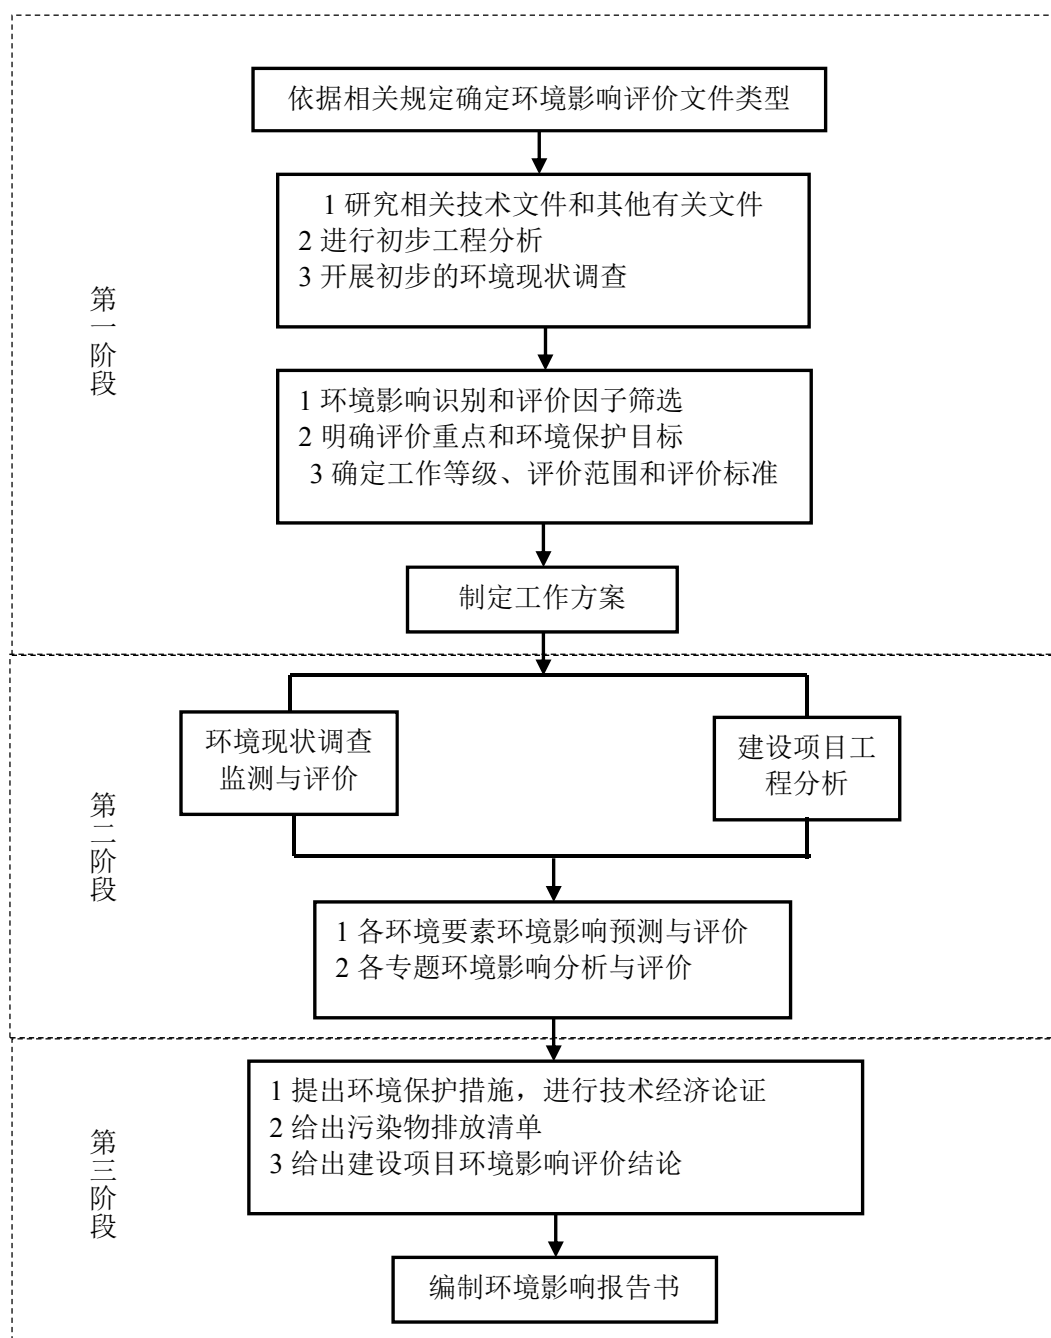 依据相关规定确定环境影响评价文件类型
1 研究相关技术文件和其他有关文件
2 进行初步工程分析
3 开展初步的环境现状调查
第一阶段
1 环境影响识别和评价因子筛选
2 明确评价重点和环境保护目标
3 确定工作等级、评价范围和评价标准
制定工作方案
环境现状调查
监测与评价
建设项目工
程分析
第二阶段
1 各环境要素环境影响预测与评价
2 各专题环境影响分析与评价
1 提出环境保护措施，进行技术经济论证
2 给出污染物排放清单
3 给出建设项目环境影响评价结论
第三阶段
编制环境影响报告书